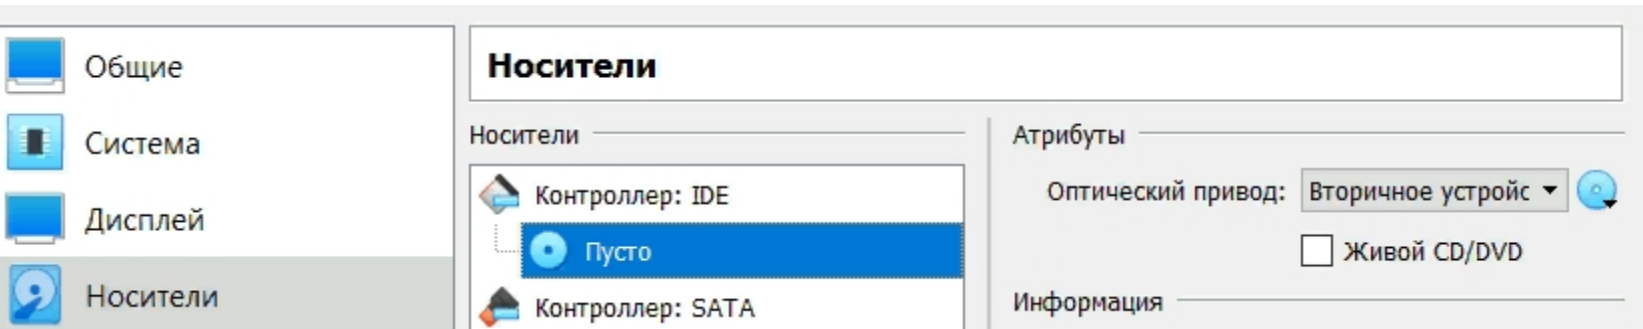 Общие
Система
Дисплей
Носители
Носители
Носители
Контроллер: IDE
Пусто
Контроллер: SATA
Атрибуты
Оптический привод: Вторичное устройс
Живой CD/DVD
Информация